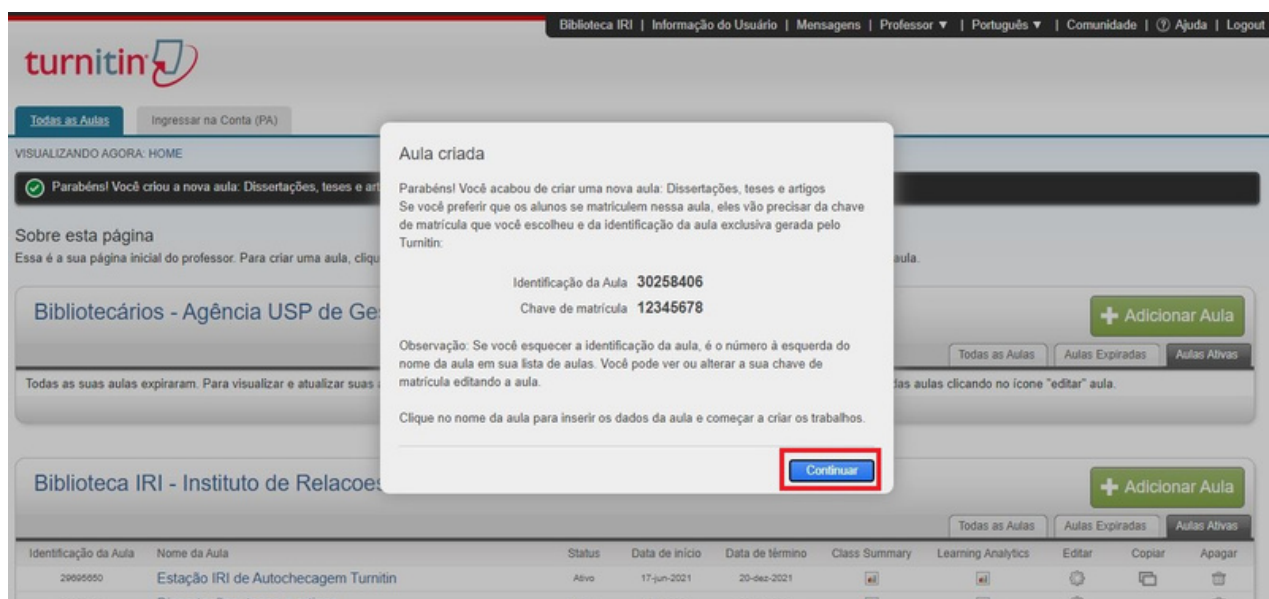 Biblioteca IRI | Informação do Usuário | Mensagens | Professor ▼ | Português ▼ | Comunidade | ? Ajuda | Logout
turnitin
Todas as Aulas Ingressar na Conta (PA)
VISUALIZANDO AGORA: HOME
Parabéns! Você criou a nova aula: Dissertações, teses e art
Sobre esta página
Essa é a sua página inicial do professor. Para criar uma aula, cliqu
aula.
Aula criada
Parabéns! Você acabou de criar uma nova aula: Dissertações, teses e artigos
Se você preferir que os alunos se matriculem nessa aula, eles vão precisar da chave
de matrícula que você escolheu e da identificação da aula exclusiva gerada pelo
Turnitin:
Identificação da Aula 30258406
Chave de matrícula 12345678
Observação: Se você esquecer a identificação da aula, é o número à esquerda do
nome da aula em sua lista de aulas. Você pode ver ou alterar a sua chave de
matrícula editando a aula.
Clique no nome da aula para inserir os dados da aula e começar a criar os trabalhos.
Continuar
Bibliotecários - Agência USP de Ge
+ Adicionar Aula
Todas as Aulas Aulas Expiradas Aulas Ativas
Todas as suas aulas expiraram. Para visualizar e atualizar suas
das aulas clicando no ícone "editar" aula.
Biblioteca IRI - Instituto de Relacoes
+ Adicionar Aula
Todas as Aulas Aulas Expiradas Aulas Ativas
Identificação da Aula Nome da Aula Status Data de início Data de término Class Summary Learning Analytics Editar Copiar Apagar
29695650 Estação IRI de Autochecagem Turnitin Ativo 17-jun-2021 20-dez-2021